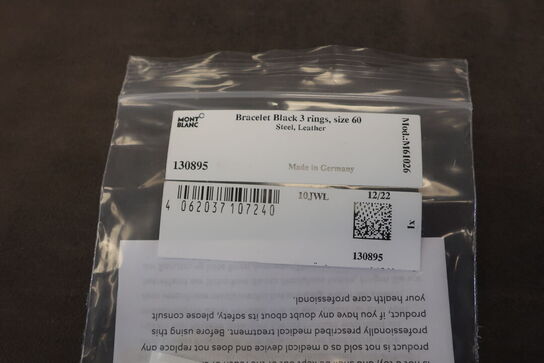 MONT
BLANC
Bracelet Black 3 rings, size 60
Steel, Leather
Mod.:M61026
130895
Made in Germany
10JWL
12/22
4 062037 107240
1x
130895
your health care professional.
product, if you have any doubt about its safety, please consult
professionally prescribed medical treatment. Before using this
product is not sold as a medical device and does not replace any